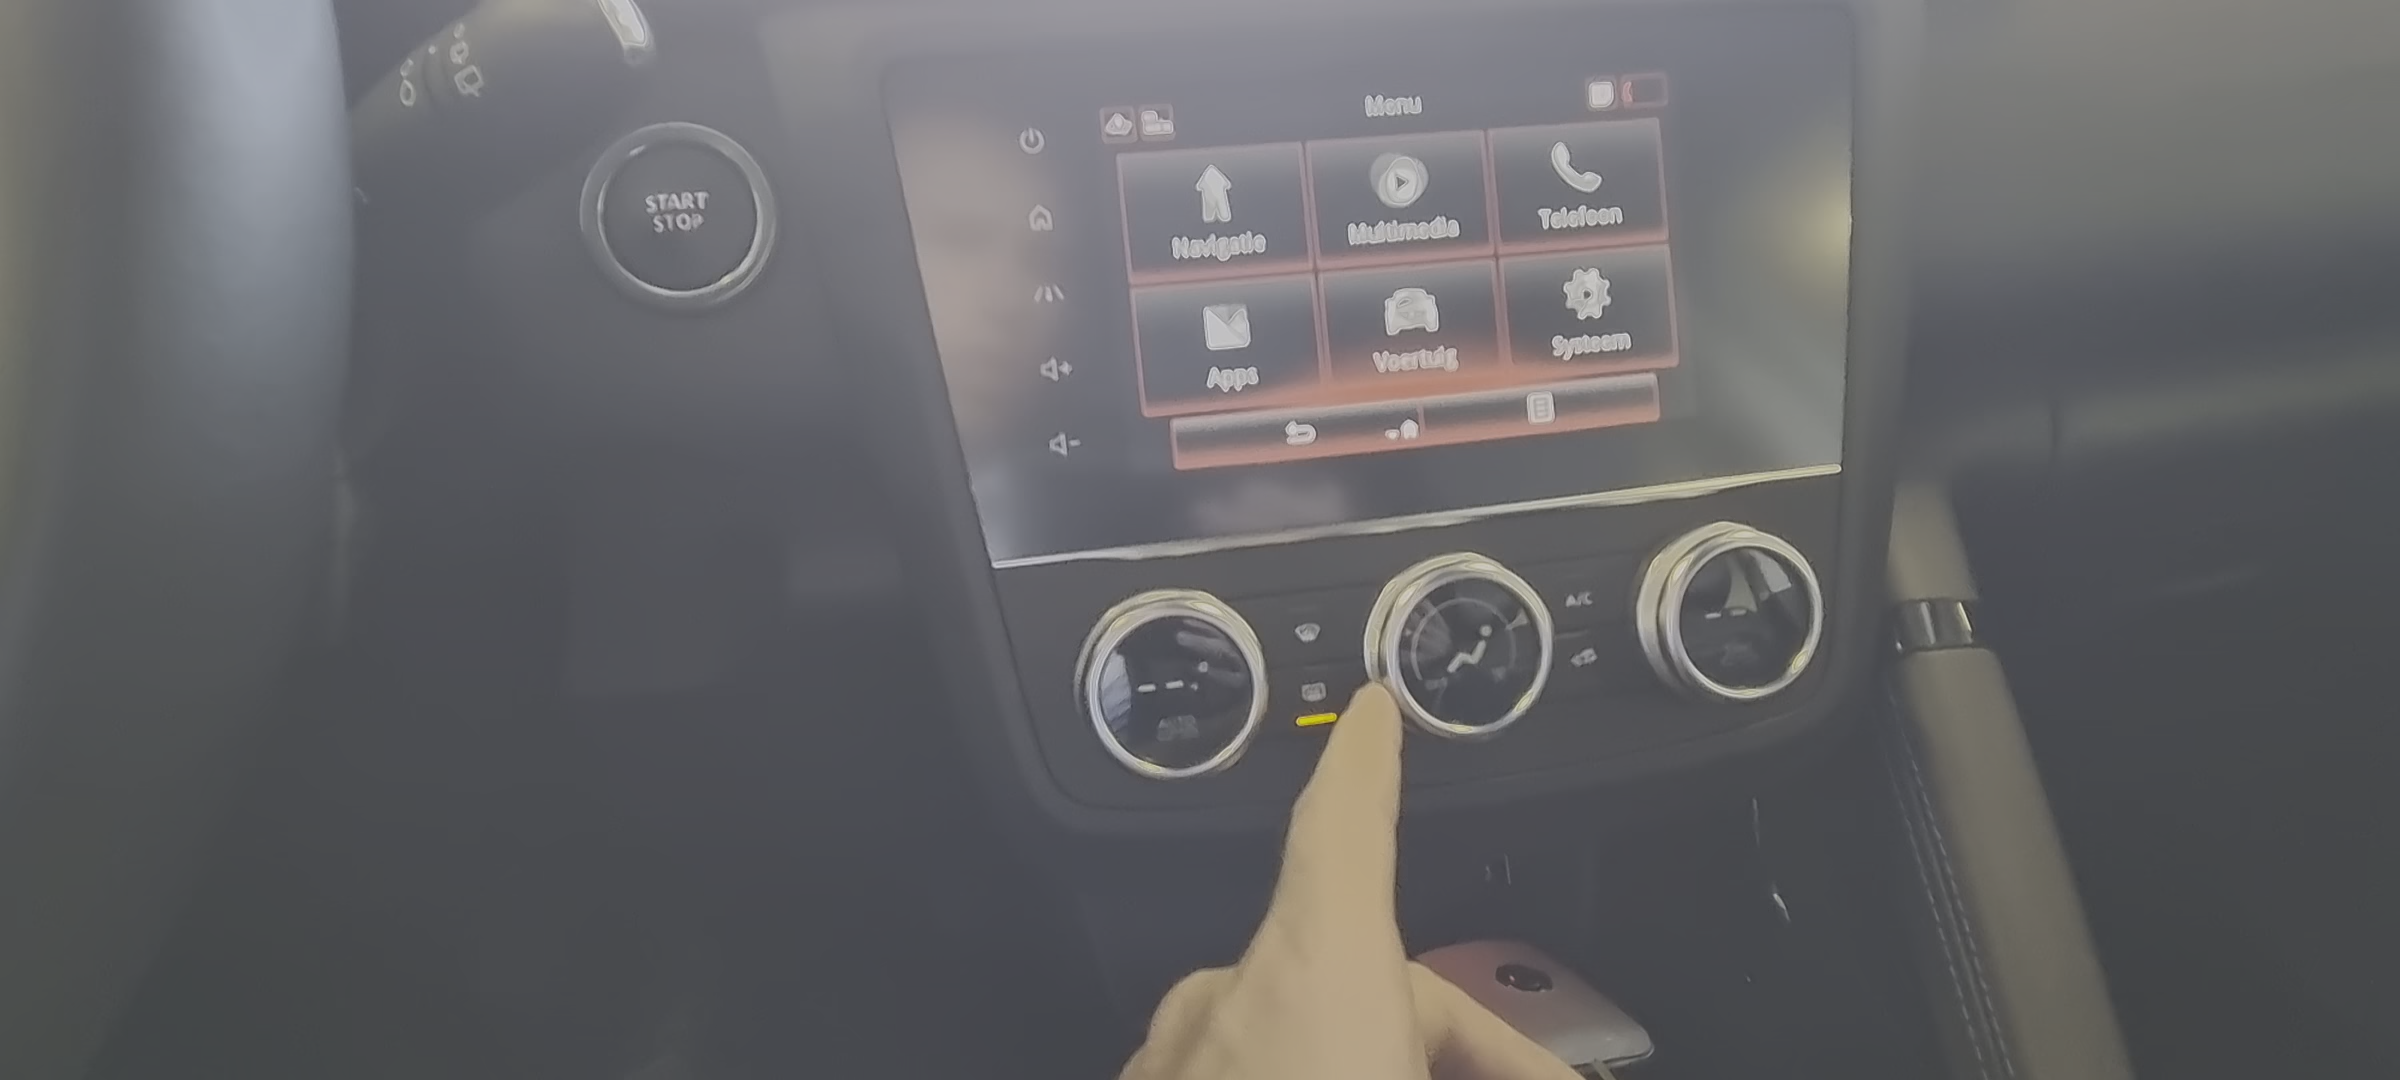 START
STOP
Menu
Navigatie
Multimedia
Telefoon
Apps
Voertuig
Systeem
A/C